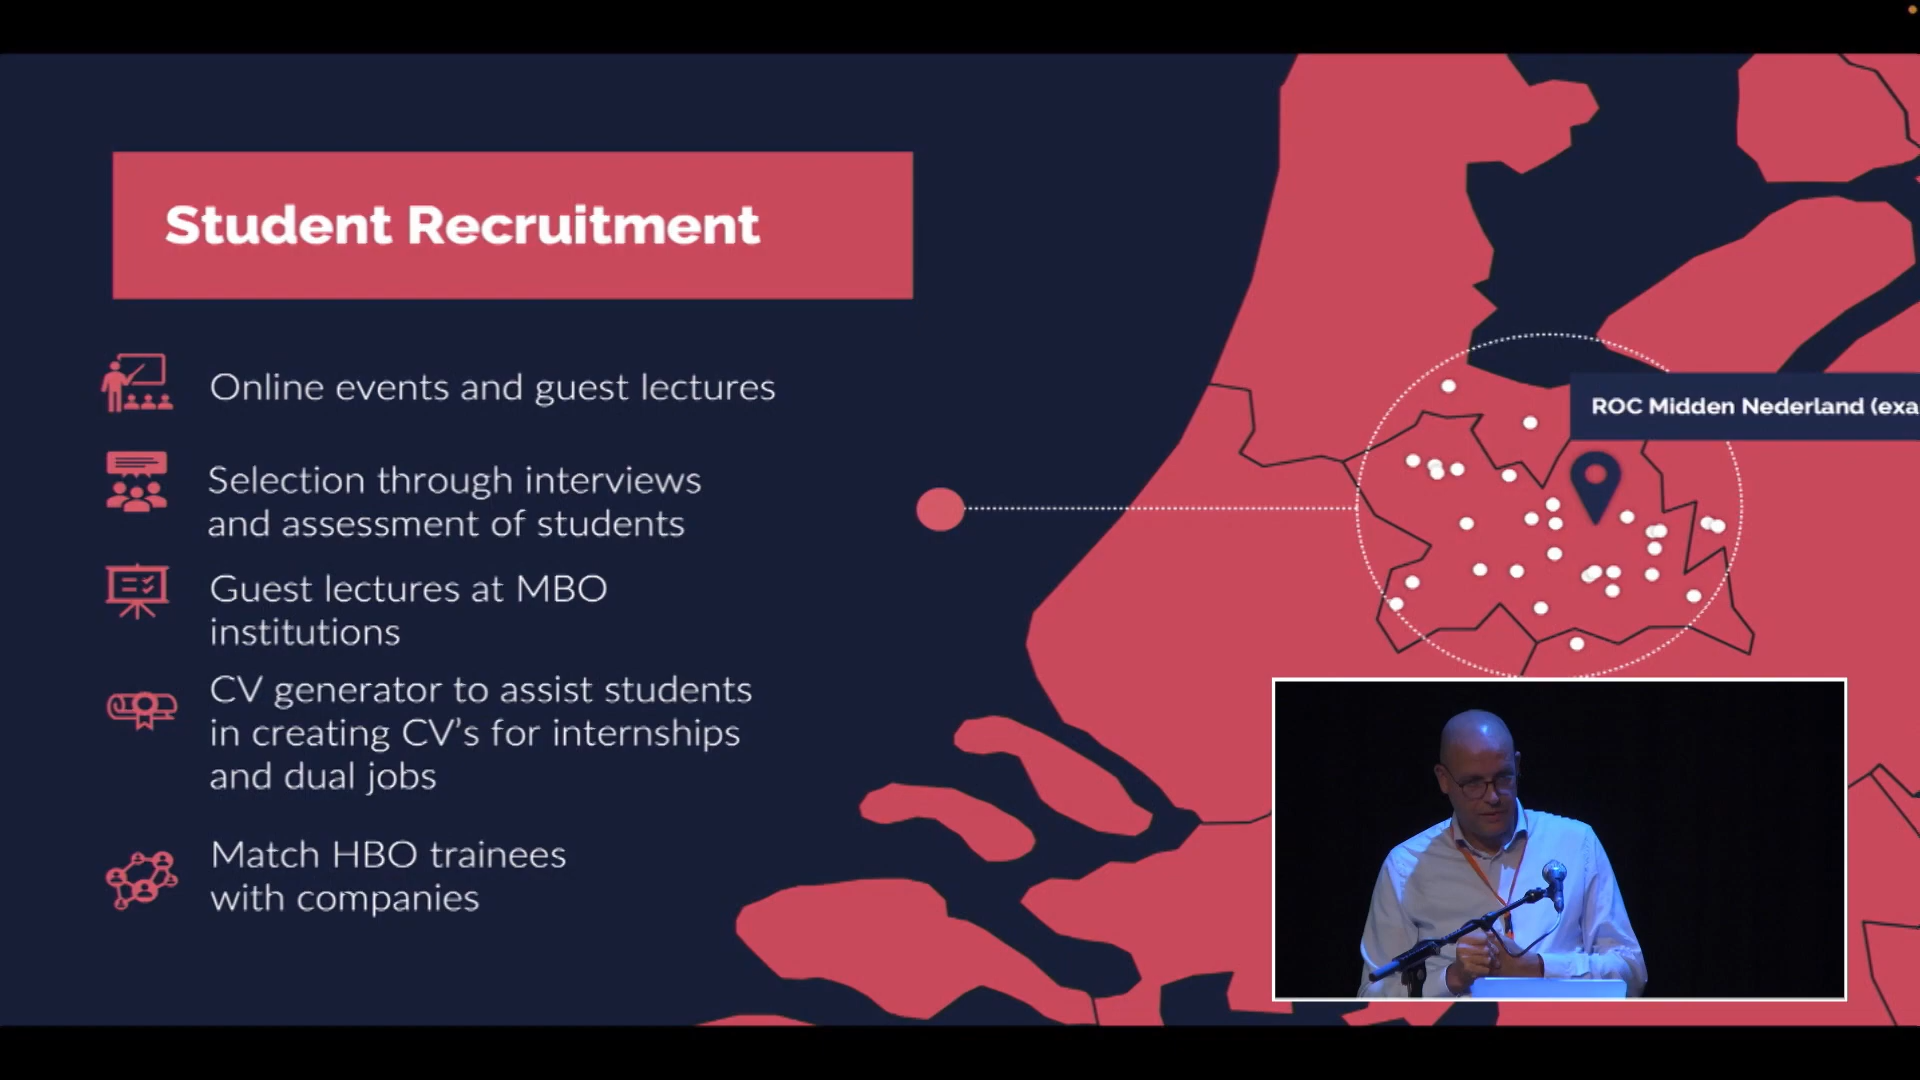 Student Recruitment
Online events and guest lectures
Selection through interviews
and assessment of students
Guest lectures at MBO
institutions
CV generator to assist students
in creating CV's for internships
and dual jobs
Match HBO trainees
with companies
ROC Midden Nederland (exa